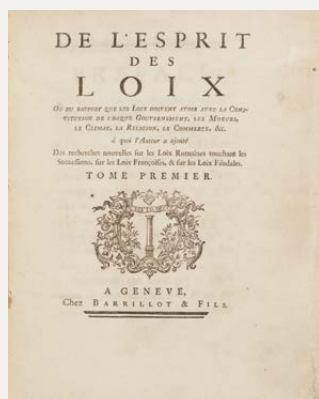 DE L'ESPRIT
DES
LOIX
OU DU RAPPORT QUE LES LOIX DOIVENT AVOIR AVEC LA CONS-
TITUTION DE CHAQUE GOUVERNEMENT, LES MOEURS,
LE CLIMAT, LA RELIGION, LE COMMERCE, &c.
à quoi l'Auteur a ajouté
Des recherches nouvelles sur les Loix Romaines touchant les
Successions, sur les Loix Françoises, & sur les Loix Féodales.
TOME PREMIER.
A GENEVE,
Chez BARRILLOT & FILS.